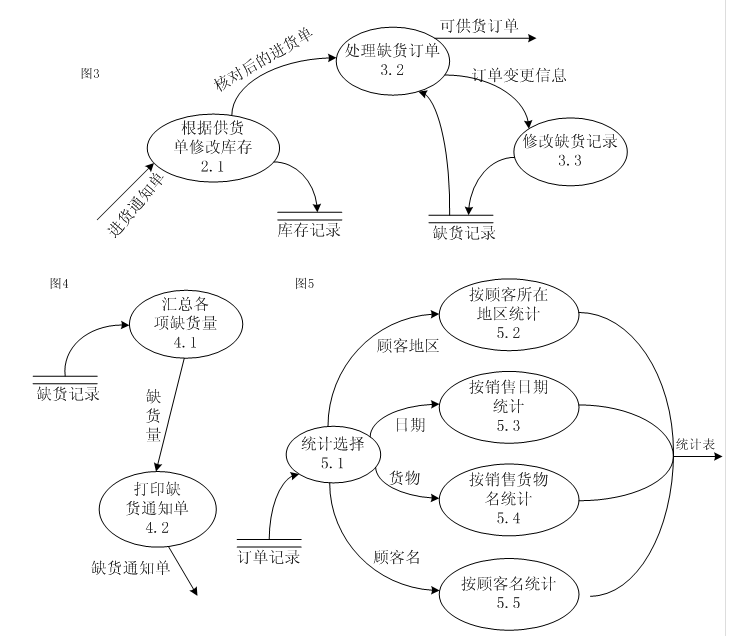 图3
可供货订单
核对后的进货单
处理缺货订单
3.2
订单变更信息
根据供货
单修改库存
2.1
修改缺货记录
3.3
进货通知单
库存记录
缺货记录
图4
图5
汇总各
项缺货量
4.1
缺货记录
缺
货
量
打印缺
货通知单
4.2
缺货通知单
按顾客所在
地区统计
5.2
顾客地区
按销售日期
统计
5.3
日期
统计选择
5.1
统计表
货物
按销售货物
名统计
5.4
订单记录
顾客名
按顾客名统计
5.5